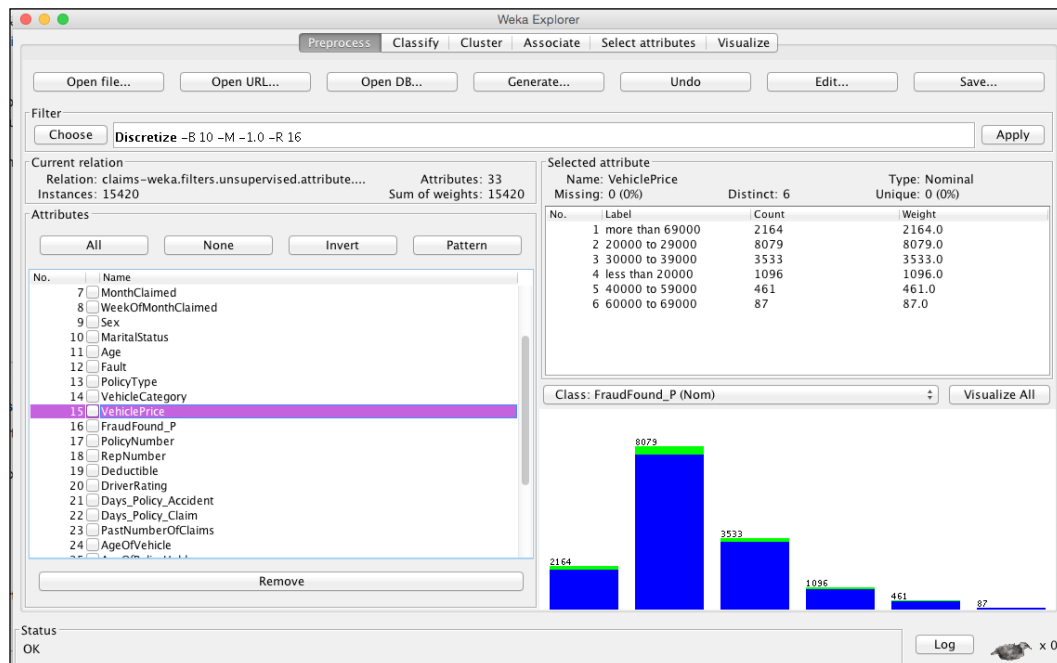 Weka Explorer
Preprocess Classify Cluster Associate Select attributes Visualize
Open file... Open URL... Open DB... Generate... Undo Edit... Save...
Filter
Choose Discretize -B 10 -M -1.0 -R 16 Apply
Current relation
Relation: claims-weka.filters.unsupervised.attribute.... Attributes: 33
Instances: 15420 Sum of weights: 15420
Attributes
All None Invert Pattern
No. Name
7 MonthClaimed
8 WeekOfMonthClaimed
9 Sex
10 MaritalStatus
11 Age
12 Fault
13 PolicyType
14 VehicleCategory
15 VehiclePrice
16 FraudFound_P
17 PolicyNumber
18 RepNumber
19 Deductible
20 DriverRating
21 Days_Policy_Accident
22 Days_Policy_Claim
23 PastNumberOfClaims
24 AgeOfVehicle
Remove
Selected attribute
Name: VehiclePrice Type: Nominal
Missing: 0 (0%) Distinct: 6 Unique: 0 (0%)
No. Label Count Weight
1 more than 69000 2164 2164.0
2 20000 to 29000 8079 8079.0
3 30000 to 39000 3533 3533.0
4 less than 20000 1096 1096.0
5 40000 to 59000 461 461.0
6 60000 to 69000 87 87.0
Class: FraudFound_P (Nom) Visualize All
8079
3533
2164
1096
461
87
Status
OK
Log x 0